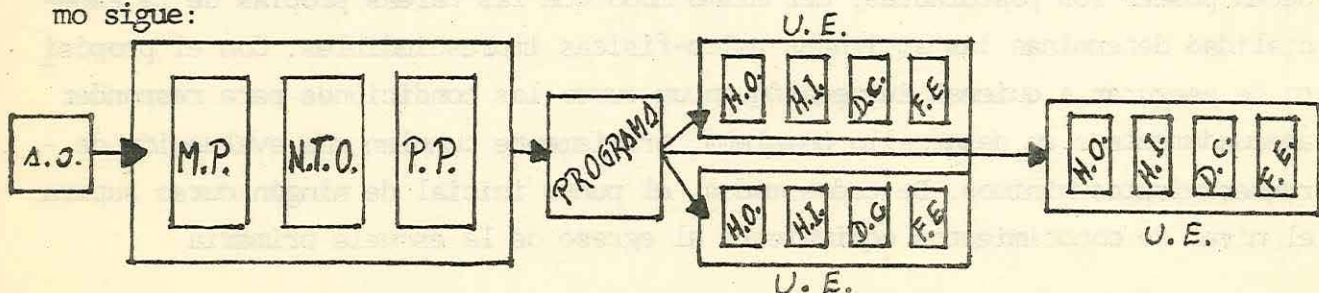 mo sigue:
U.E.
A.O.
M.P.
N.T.O.
P.P.
PROGRAMA
H.O.
H.I.
D.C.
F.E
H.O.
H.I.
D.C
F.E.
U.E.
H.O.
H.I.
D.C.
F.E.
U.E.